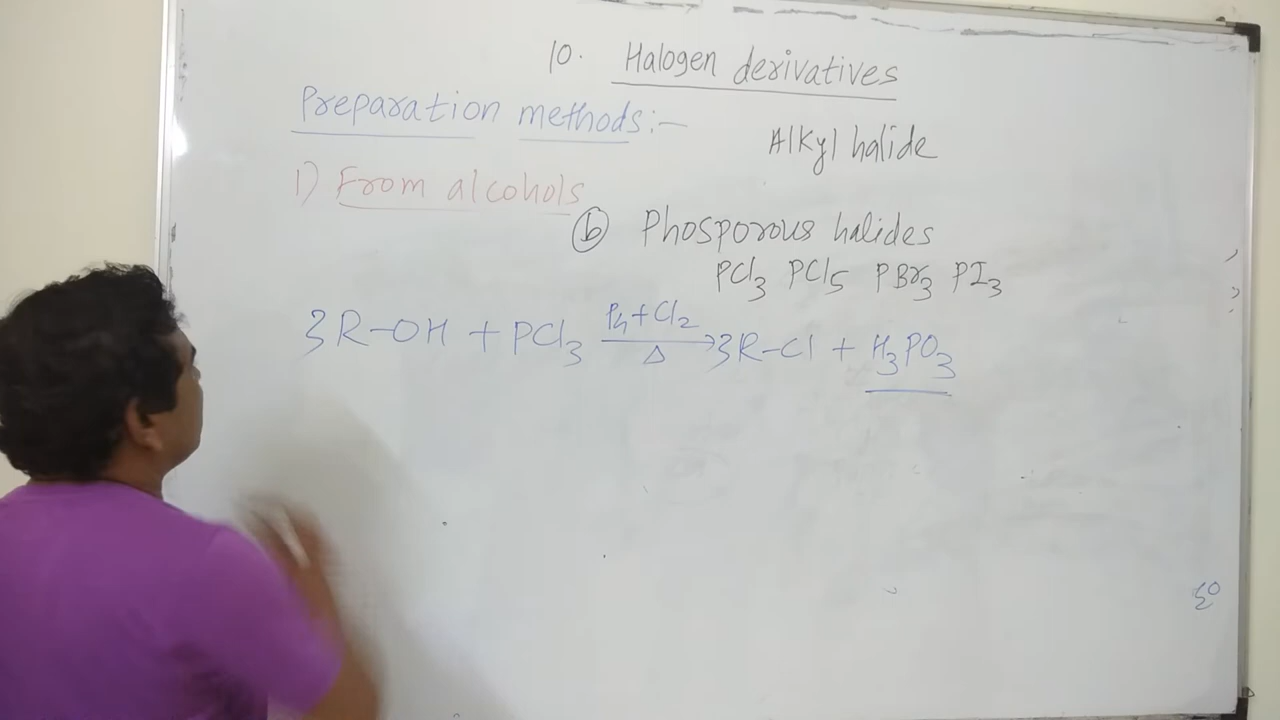 10. Halogen derivatives
Preparation methods:-
Alkyl halide
1) From alcohols
b Phosporous halides
PCl3 PCl5 PBr3 PI3
3R-OH + PCl3 P4+Cl2 Δ → 3R-Cl + H3PO3